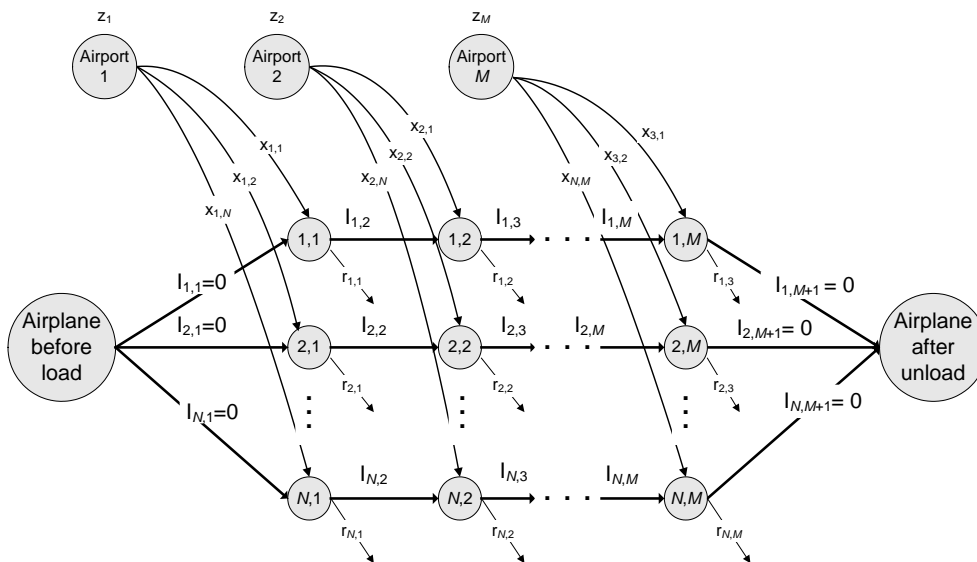 z1 z2 zM
Airport 1
Airport 2
Airport M
x1,1
x1,2
x1,N
x2,1
x2,2
x2,N
x3,1
x3,2
xN,M
I1,1=0
1,1
I1,2
1,2
I1,3
. . .
I1,M
1,M
I1,M+1 = 0
r1,1
r1,2
r1,3
Airplane before load
I2,1=0
2,1
I2,2
2,2
I2,3
. . .
I2,M
2,M
I2,M+1= 0
Airplane after unload
r2,1
r2,2
r2,3
IN,1=0
N,1
IN,2
N,2
IN,3
. . .
IN,M
N,M
IN,M+1= 0
rN,1
rN,2
rN,M